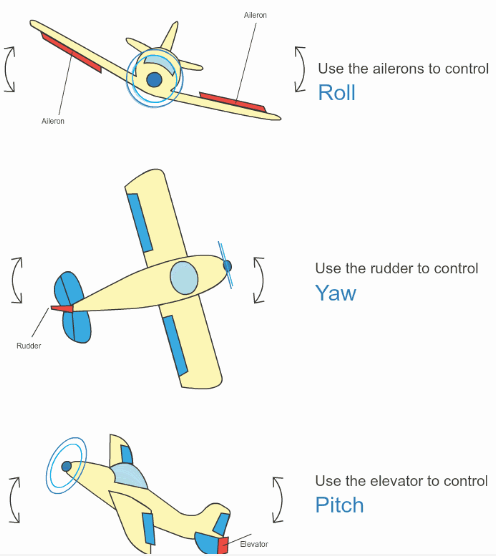 Aileron
Use the ailerons to control
Roll
Aileron
Use the rudder to control
Yaw
Rudder
Use the elevator to control
Pitch
Elevator